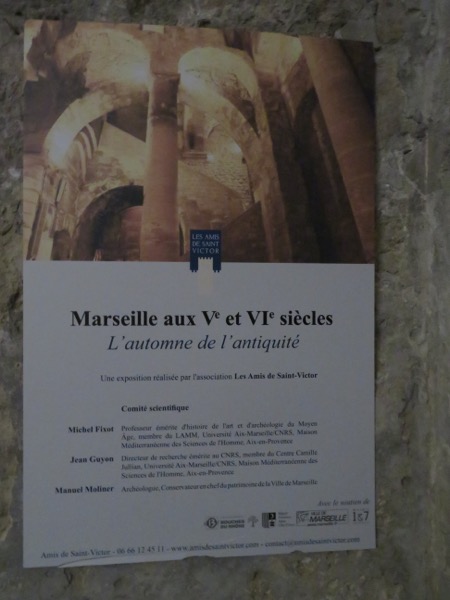 LES AMIS
DE SAINT
VICTOR
Marseille aux Ve et VIe siècles
L'automne de l'antiquité
Une exposition réalisée par l'association Les Amis de Saint-Victor
Comité scientifique
Michel Fixot Professeur émérite d'histoire de l'art et d'archéologie du Moyen
Âge, membre du LAMM, Université Aix-Marseille/CNRS, Maison
Méditerranéenne des Sciences de l'Homme, Aix-en-Provence
Jean Guyon Directeur de recherche émérite au CNRS, membre du Centre Camille
Jullian, Université Aix-Marseille/CNRS, Maison Méditerranéenne des
Sciences de l'Homme, Aix-en-Provence
Manuel Moliner Archéologue, Conservateur en chef du patrimoine de la Ville de Marseille
Avec le soutien de
BOUCHES
DU RHÔNE
VILLE DE
MARSEILLE
Amis de Saint-Victor - 06 66 12 45 11 - www.amisdesaintvictor.com - contact@amisdesaintvictor.com